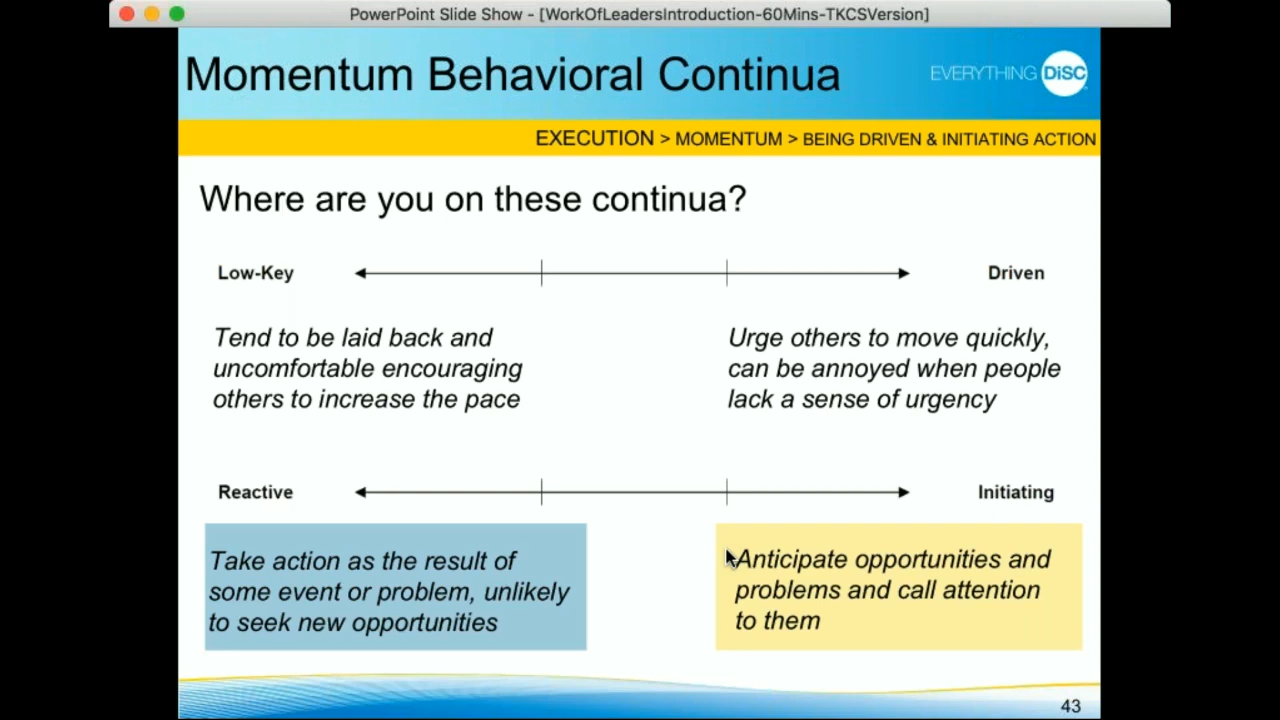 PowerPoint Slide Show - [WorkOfLeadersIntroduction-60Mins-TKCSVersion]
Momentum Behavioral Continua
EVERYTHING DiSC
EXECUTION > MOMENTUM > BEING DRIVEN & INITIATING ACTION
Where are you on these continua?
Low-Key
Driven
Tend to be laid back and
uncomfortable encouraging
others to increase the pace
Urge others to move quickly,
can be annoyed when people
lack a sense of urgency
Reactive
Initiating
Take action as the result of
some event or problem, unlikely
to seek new opportunities
Anticipate opportunities and
problems and call attention
to them
43